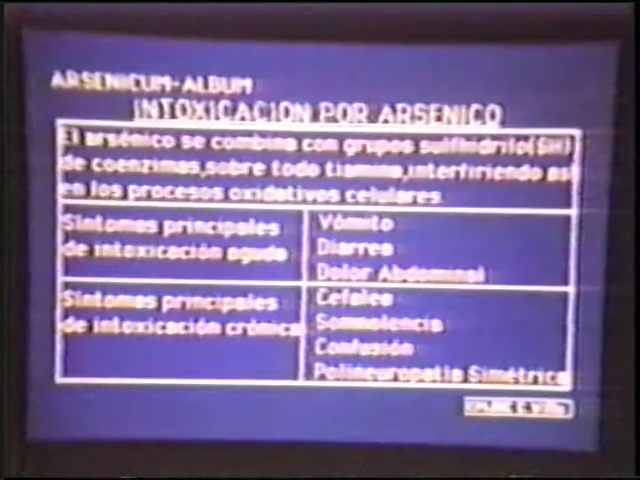 ARSENICUM-ALBUM
INTOXICACION POR ARSENICO
El arsénico se combina con grupos sulfhidrilo(SH)
de coenzimas,sobre todo tiamina,interfiriendo así
en los procesos oxidativos celulares.
Síntomas principales
de intoxicación aguda
Vómito
Diarrea
Dolor Abdominal
Síntomas principales
de intoxicación crónica
Cefalea
Somnolencia
Confusión
Polineuropatía Simétrica